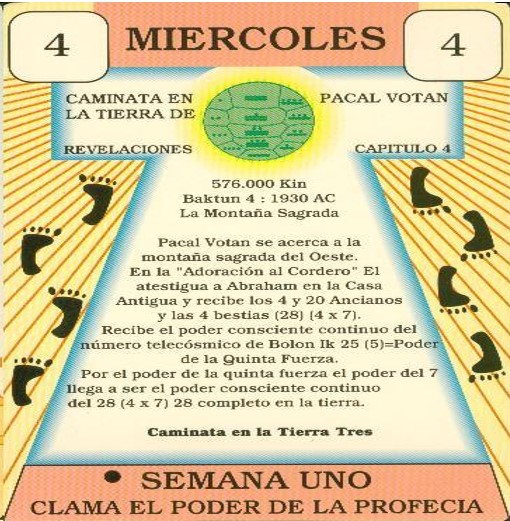 4 MIERCOLES 4
CAMINATA EN PACAL VOTAN
LA TIERRA DE
REVELACIONES CAPITULO 4
576.000 Kin
Baktun 4 : 1930 AC
La Montaña Sagrada
Pacal Votan se acerca a la
montaña sagrada del Oeste.
En la "Adoración al Cordero" El
atestigua a Abraham en la Casa
Antigua y recibe los 4 y 20 Ancianos
y las 4 bestias (28) (4 x 7).
Recibe el poder consciente continuo del
número telecósmico de Bolon Ik 25 (5)=Poder
de la Quinta Fuerza.
Por el poder de la quinta fuerza el poder del 7
llega a ser el poder consciente continuo
del 28 (4 x 7) 28 completo en la tierra.
Caminata en la Tierra Tres
• SEMANA UNO
CLAMA EL PODER DE LA PROFECIA